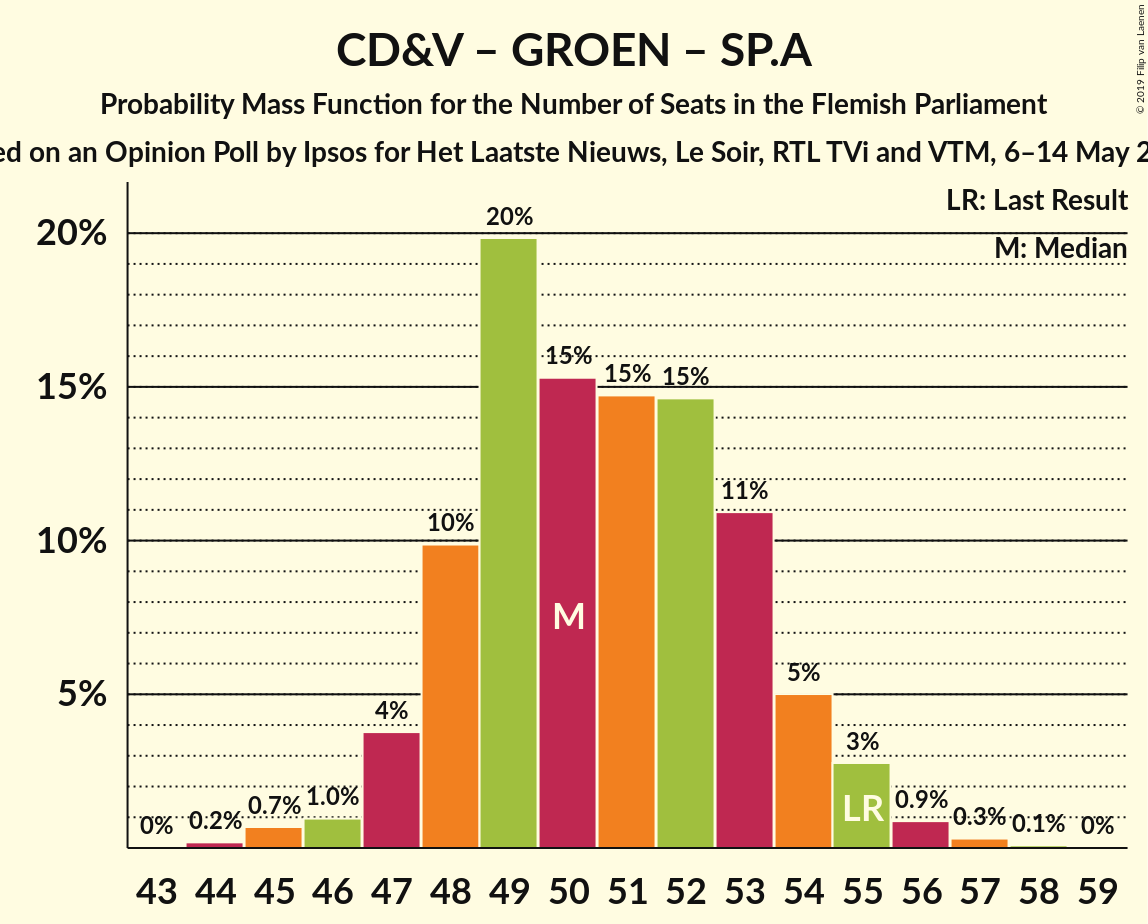 CD&V – GROEN – SP.A
Probability Mass Function for the Number of Seats in the Flemish Parliament
on an Opinion Poll by Ipsos for Het Laatste Nieuws, Le Soir, RTL TVi and VTM, 6–14 May
© 2019 Filip van Laenen
LR: Last Result
M: Median
20%
15%
10%
5%
0% 0.2% 0.7% 1.0% 4% 10% 20% 15% 15% 15% 11% 5% 3% 0.9% 0.3% 0.1% 0%
M
LR
43 44 45 46 47 48 49 50 51 52 53 54 55 56 57 58 59